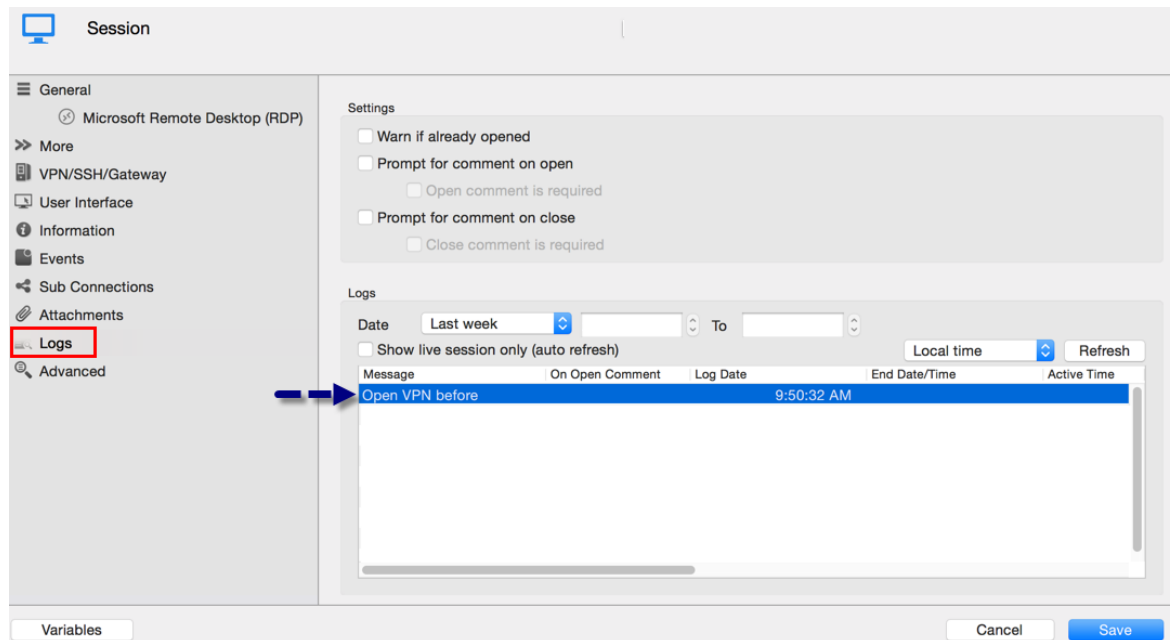 Session
General
Microsoft Remote Desktop (RDP)
More
VPN/SSH/Gateway
User Interface
Information
Events
Sub Connections
Attachments
Logs
Advanced
Settings
Warn if already opened
Prompt for comment on open
Open comment is required
Prompt for comment on close
Close comment is required
Logs
Date Last week To
Show live session only (auto refresh) Local time Refresh
Message On Open Comment Log Date End Date/Time Active Time
Open VPN before 9:50:32 AM
Variables Cancel Save